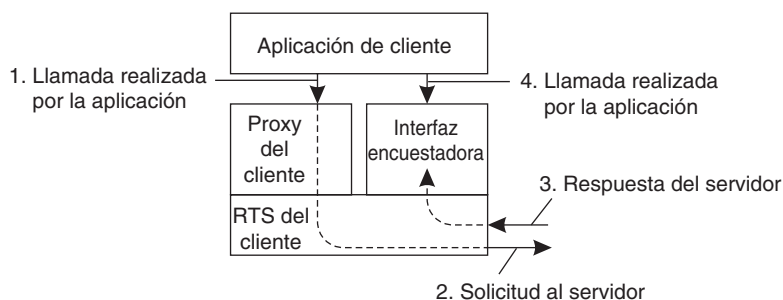 Aplicación de cliente
1. Llamada realizada
por la aplicación
4. Llamada realizada
por la aplicación
Proxy
del
cliente
Interfaz
encuestadora
3. Respuesta del servidor
RTS del
cliente
2. Solicitud al servidor